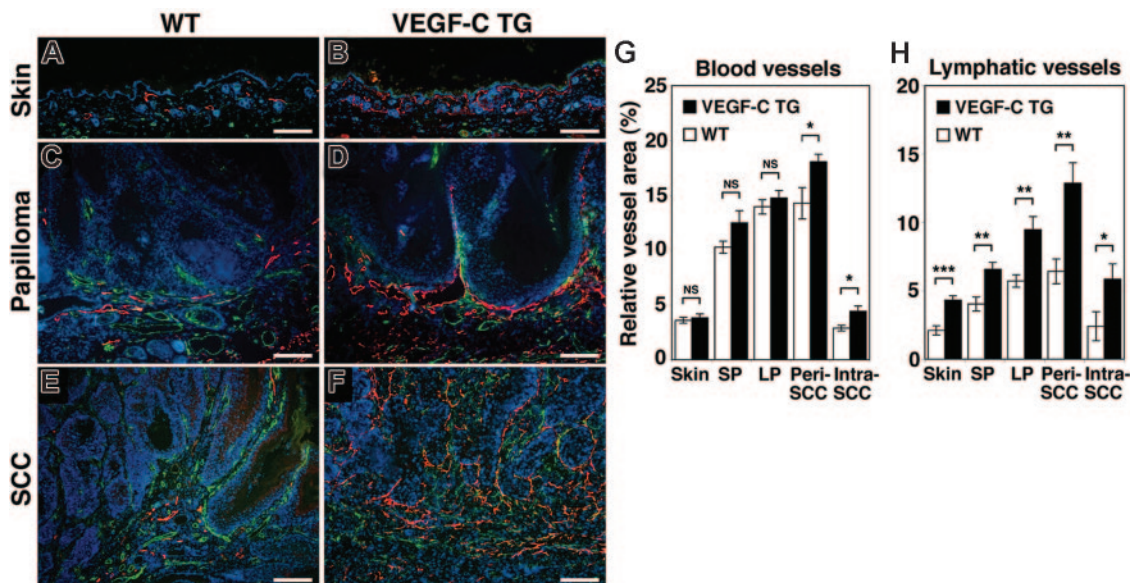 WT
VEGF-C TG
Skin
A
B
Papilloma
C
D
SCC
E
F
G
Blood vessels
Relative vessel area (%)
25
20
15
10
5
0
VEGF-C TG
WT
NS
NS
NS
*
*
Skin
SP
LP
Peri-
SCC
Intra-
SCC
H
Lymphatic vessels
20
15
10
5
0
VEGF-C TG
WT
***
**
**
**
*
Skin
SP
LP
Peri-
SCC
Intra-
SCC